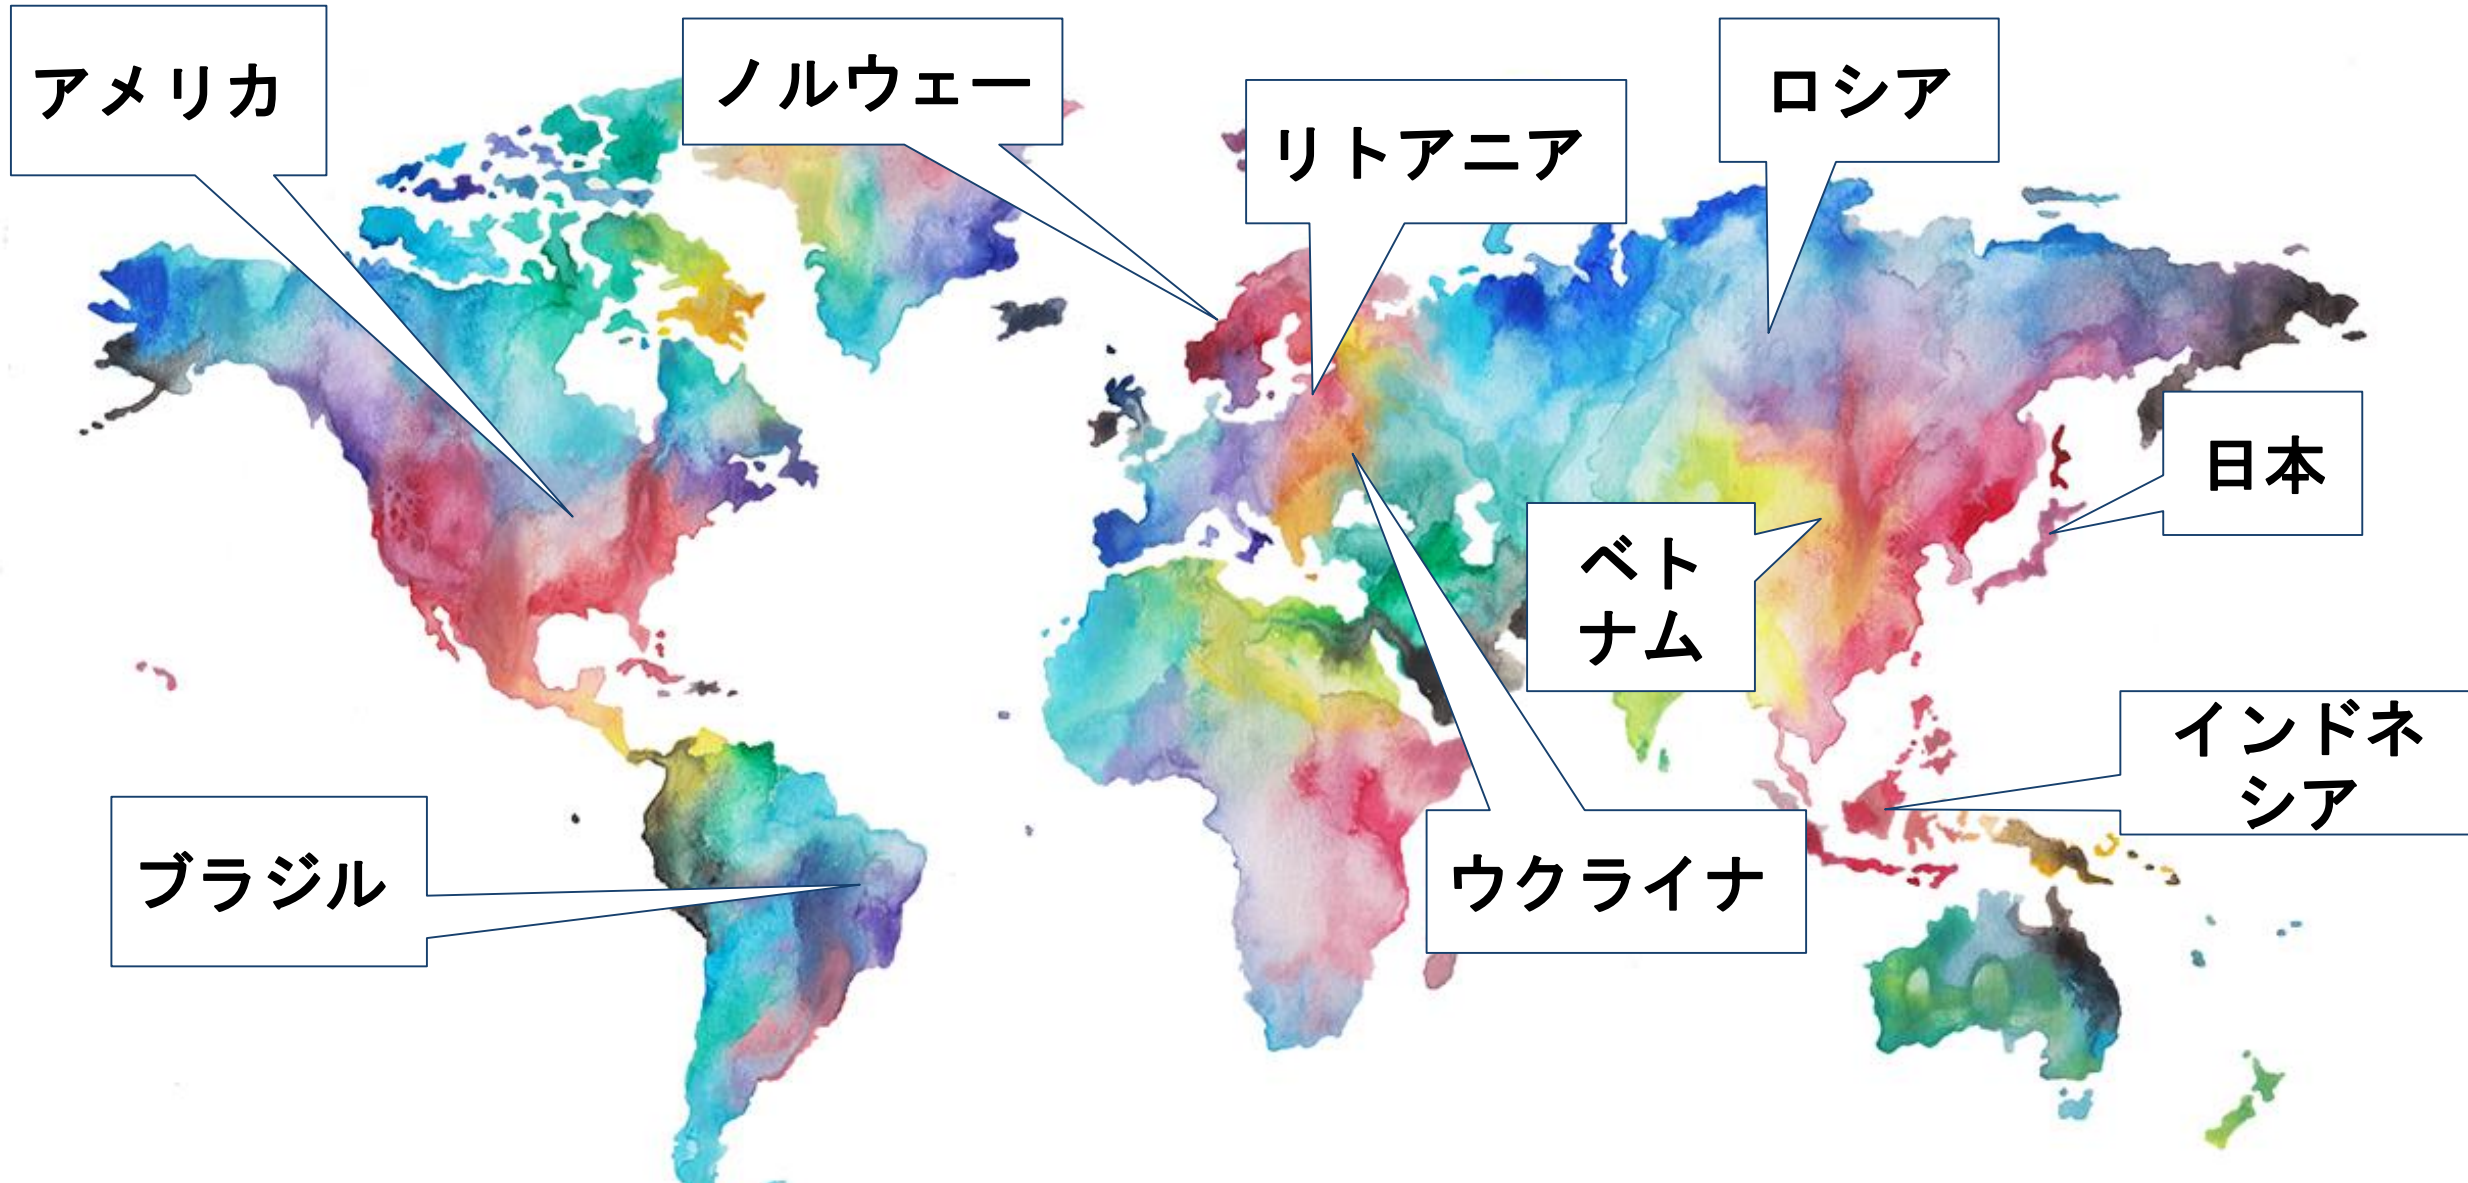 アメリカ
ノルウェー
リトアニア
ロシア
日本
ベト
ナム
インドネ
シア
ブラジル
ウクライナ